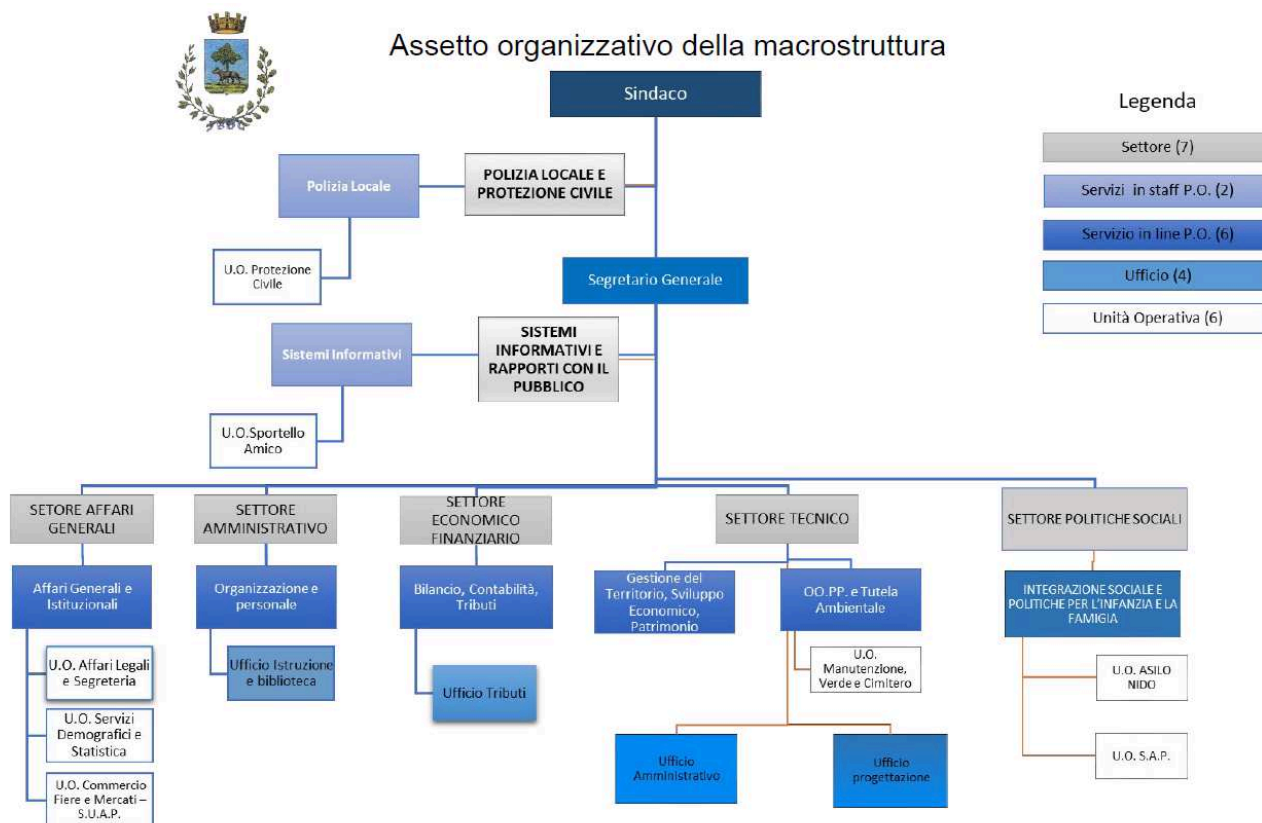 Assetto organizzativo della macrostruttura
Sindaco
Legenda
Settore (7)
Servizi in staff P.O. (2)
Servizio in line P.O. (6)
Ufficio (4)
Unità Operativa (6)
POLIZIA LOCALE E
PROTEZIONE CIVILE
Polizia Locale
U.O. Protezione
Civile
Segretario Generale
SISTEMI
INFORMATIVI E
RAPPORTI CON IL
PUBBLICO
Sistemi Informativi
U.O.Sportello
Amico
SETORE AFFARI
GENERALI
SETTORE
AMMINISTRATIVO
SETTORE
ECONOMICO
FINANZIARIO
SETTORE TECNICO
SETTORE POLITICHE SOCIALI
Affari Generali e
Istituzionali
Organizzazione e
personale
Bilancio, Contabilità,
Tributi
Gestione del
Territorio, Sviluppo
Economico,
Patrimonio
OO.PP. e Tutela
Ambientale
INTEGRAZIONE SOCIALE E
POLITICHE PER L'INFANZIA E LA
FAMIGIA
U.O. Affari Legali
e Segreteria
Ufficio Istruzione
e biblioteca
Ufficio Tributi
U.O.
Manutenzione,
Verde e Cimitero
U.O. ASILO
NIDO
U.O. Servizi
Demografici e
Statistica
Ufficio
Amministrativo
Ufficio
progettazione
U.O. S.A.P.
U.O. Commercio
Fiere e Mercati –
S.U.A.P.